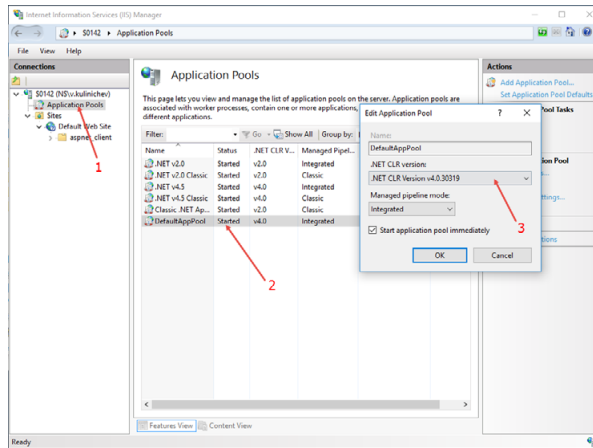 Internet Information Services (IIS) Manager
S0142 Application Pools
File View Help
Connections
S0142 (NS\v.kulinichev)
Application Pools
Sites
Default Web Site
aspnet_client
1
Application Pools
This page lets you view and manage the list of application pools on the server. Application pools are
associated with worker processes, contain one or more applications,
different applications.
Filter: Go Show All Group by:
Name Status .NET CLR V... Managed Pipel...
.NET v2.0 Started v2.0 Integrated
.NET v2.0 Classic Started v2.0 Classic
.NET v4.5 Started v4.0 Integrated
.NET v4.5 Classic Started v4.0 Classic
Classic .NET Ap... Started v2.0 Classic
DefaultAppPool Started v4.0 Integrated
2
Edit Application Pool ? X
Name:
DefaultAppPool
.NET CLR version:
.NET CLR Version v4.0.30319
Managed pipeline mode:
Integrated
Start application pool immediately
OK Cancel
3
Actions
Add Application Pool...
Set Application Pool Defaults
Pool Tasks
ion Pool
ttings...
tions
Features View Content View
Ready